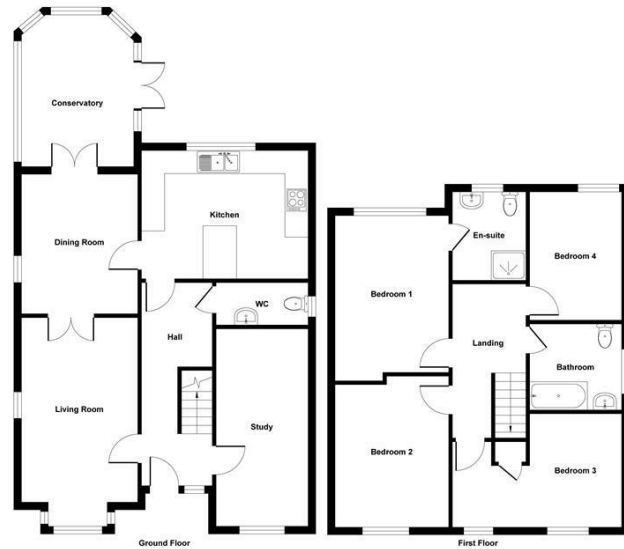 Conservatory
Kitchen
Dining Room
WC
Hall
Living Room
Study
Ground Floor
En-suite
Bedroom 4
Bedroom 1
Landing
Bathroom
Bedroom 2
Bedroom 3
First Floor